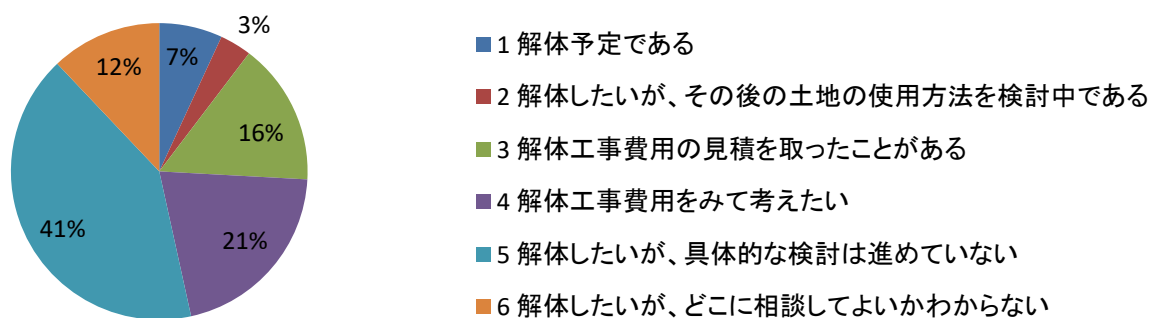 3%
7%
12%
16%
41%
21%
1 解体予定である
2 解体したいが、その後の土地の使用方法を検討中である
3 解体工事費用の見積を取ったことがある
4 解体工事費用をみて考えたい
5 解体したいが、具体的な検討は進めていない
6 解体したいが、どこに相談してよいかわからない